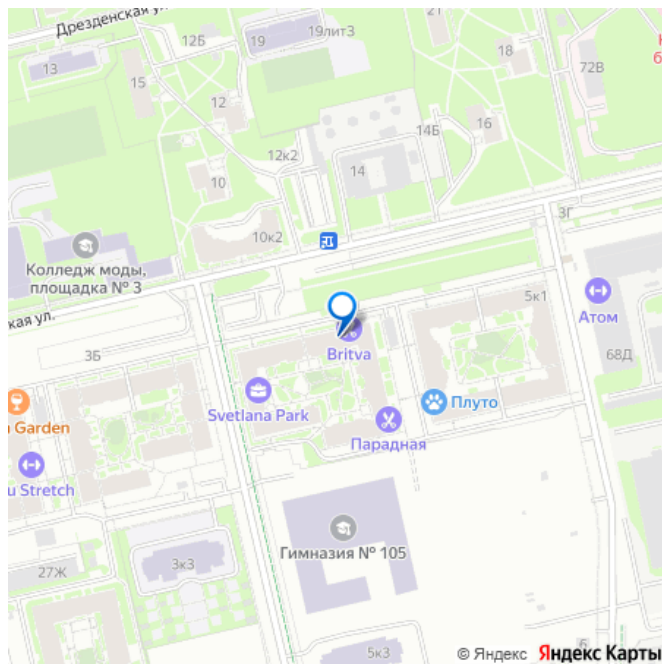 Дрезденская ул.
21
12Б
19
19лит3
18
13
15
72В
12
16
14Б
12к2
14
10
3Г
10к2
Колледж моды,
площадка № 3
5к1
ская ул.
Атом
3Б
Britva
68Д
Svetlana Park
Плуто
Garden
Парадная
u Stretch
Гимназия № 105
3к3
27Ж
5к3
© Яндекс Яндекс Карты